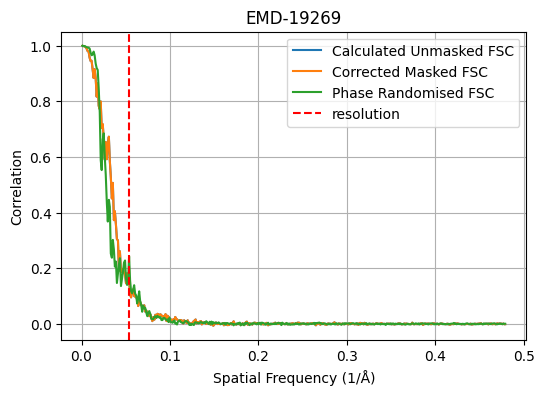 EMD-19269
Calculated Unmasked FSC
Corrected Masked FSC
Phase Randomised FSC
resolution
Correlation
1.0
0.8
0.6
0.4
0.2
0.0
0.0 0.1 0.2 0.3 0.4 0.5
Spatial Frequency (1/Å)